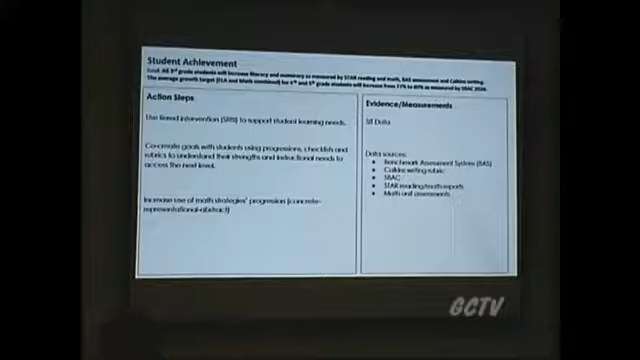 Student Achievement
Goal: All 3rd grade students will increase literacy and numeracy as measured by STAR reading and math, BAS assessment and Calkins writing.
The average growth target (ELA and Math combined) for 4th and 5th grade students will increase from 77% to 80% as measured by SBAC 2020.
Action Steps
Use tiered intervention (SRBI) to support student learning needs.
Co-create goals with students using progressions, checklists and
rubrics to understand their strengths and instructional needs to
access the next level.
Increase use of math strategies' progression (concrete-
representational-abstract)
Evidence/Measurements
Data
Data sources:
• Benchmark Assessment System (BAS)
• Calkins writing rubric
• SBAC
• STAR reading/math reports
• Math unit assessments
GCTV